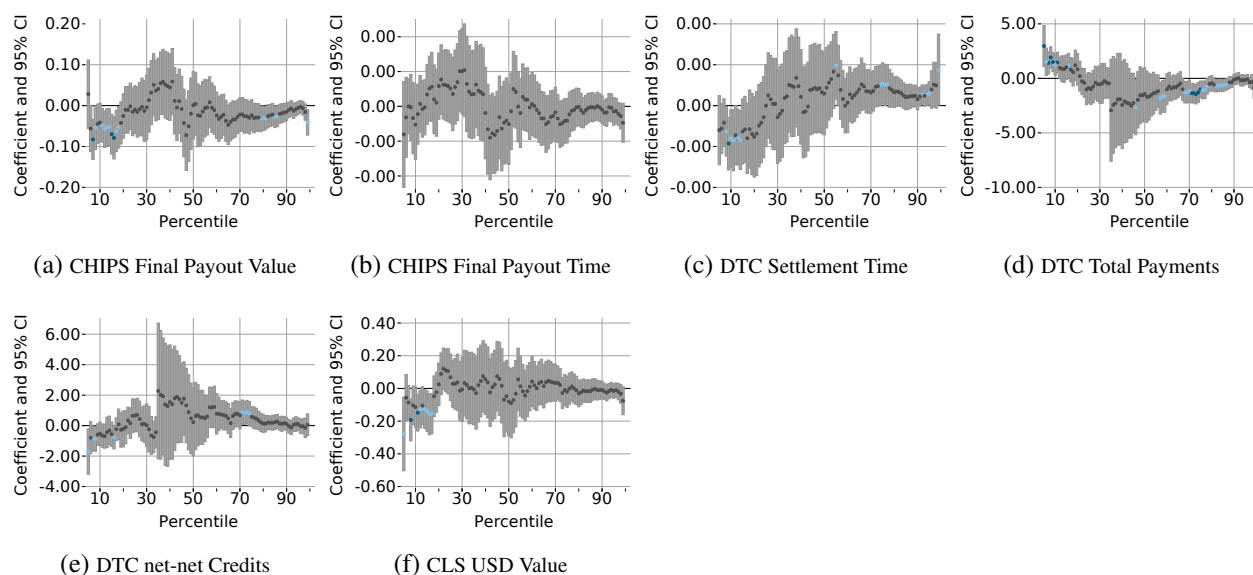 Coefficient and 95% CI
0.20
0.10
0.00
-0.10
-0.20
10 30 50 70 90
Percentile
(a) CHIPS Final Payout Value
Coefficient and 95% CI
0.00
0.00
0.00
-0.00
-0.00
10 30 50 70 90
Percentile
(b) CHIPS Final Payout Time
Coefficient and 95% CI
0.00
0.00
0.00
-0.00
-0.00
10 30 50 70 90
Percentile
(c) DTC Settlement Time
Coefficient and 95% CI
5.00
0.00
-5.00
-10.00
10 30 50 70 90
Percentile
(d) DTC Total Payments
Coefficient and 95% CI
6.00
4.00
2.00
0.00
-2.00
-4.00
10 30 50 70 90
Percentile
(e) DTC net-net Credits
Coefficient and 95% CI
0.40
0.20
0.00
-0.20
-0.40
-0.60
10 30 50 70 90
Percentile
(f) CLS USD Value